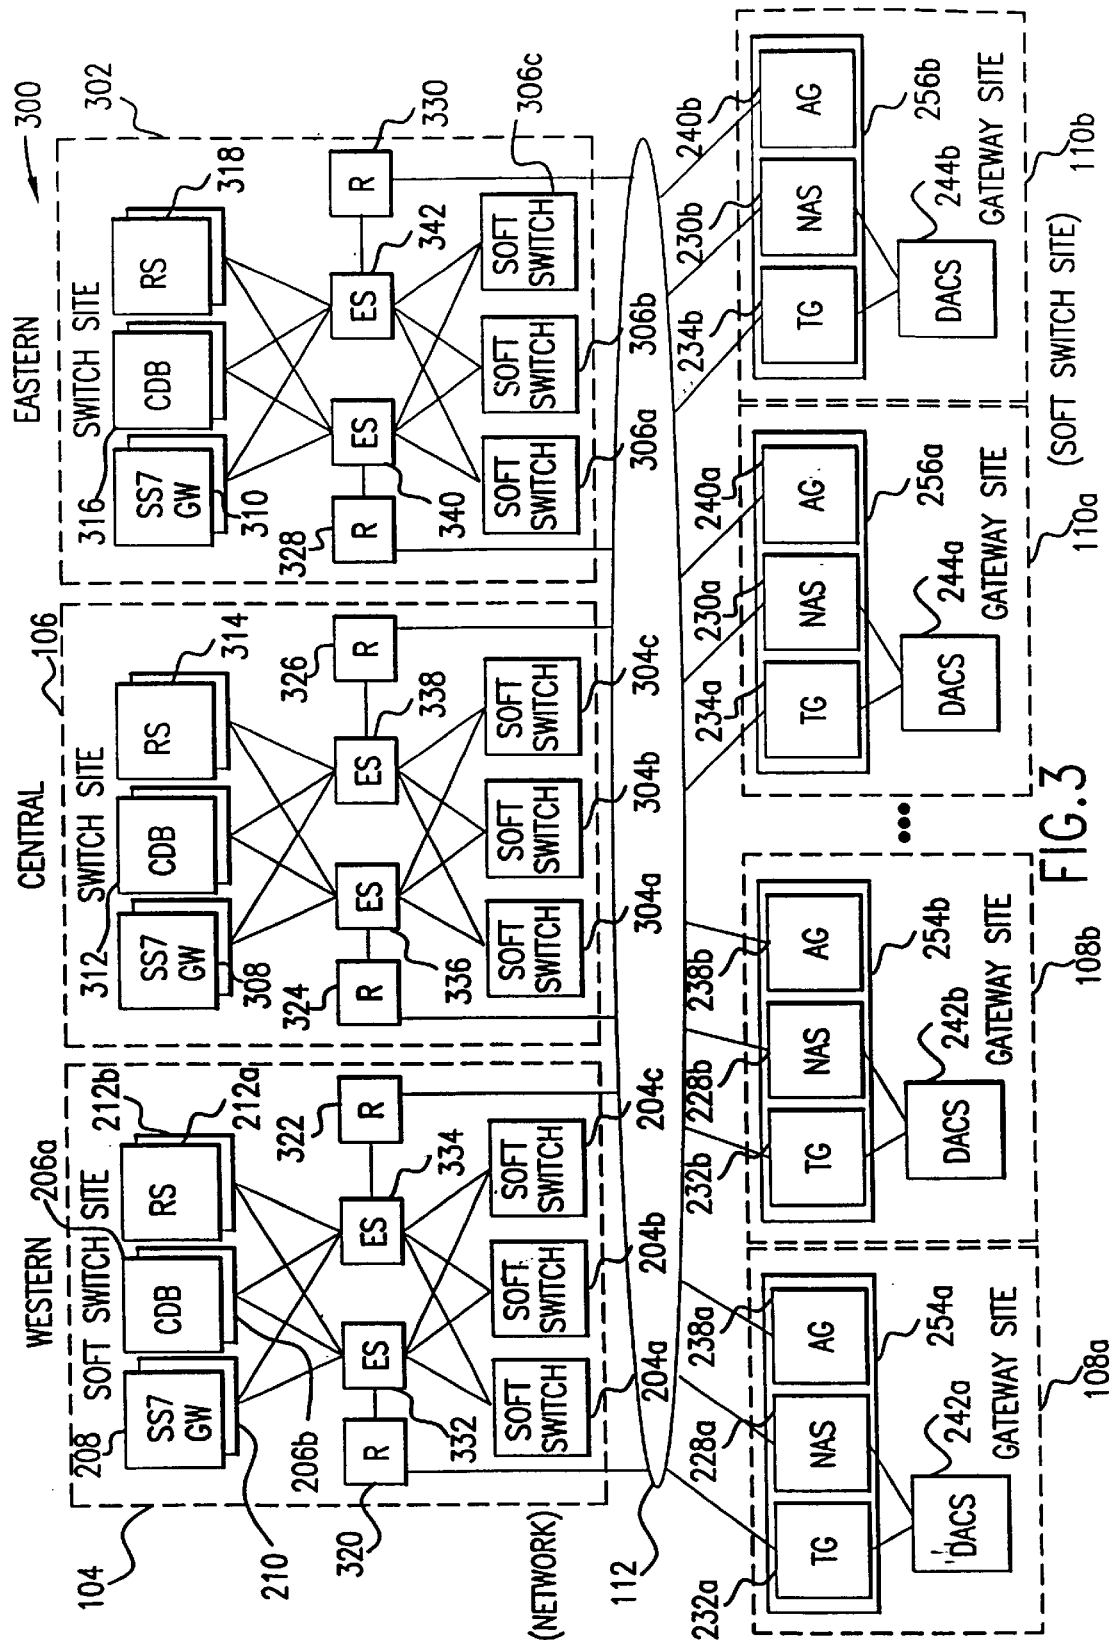 300
WESTERN
CENTRAL
EASTERN
104
SOFT SWITCH SITE
106
SWITCH SITE
302
SWITCH SITE
208
SS7
GW
210
206a
CDB
206b
212b
212a
RS
312
SS7
GW
308
CDB
RS
314
316
SS7
GW
310
CDB
RS
318
320
R
ES
332
ES
334
R
322
324
R
ES
336
ES
338
R
326
328
R
ES
340
ES
342
R
330
SOFT
SWITCH
SOFT
SWITCH
SOFT
SWITCH
SOFT
SWITCH
SOFT
SWITCH
SOFT
SWITCH
SOFT
SWITCH
SOFT
SWITCH
SOFT
SWITCH
306c
204a
204b
204c
304a
304b
304c
306a
306b
(NETWORK)
112
232a
228a
238a
232b
228b
238b
234a
230a
240a
234b
230b
240b
TG
NAS
AG
TG
NAS
AG
TG
NAS
AG
TG
NAS
AG
254a
254b
256a
256b
DACS
242a
DACS
242b
DACS
244a
DACS
244b
GATEWAY SITE
GATEWAY SITE
GATEWAY SITE
GATEWAY SITE
108a
108b
110a
110b
(SOFT SWITCH SITE)
FIG.3